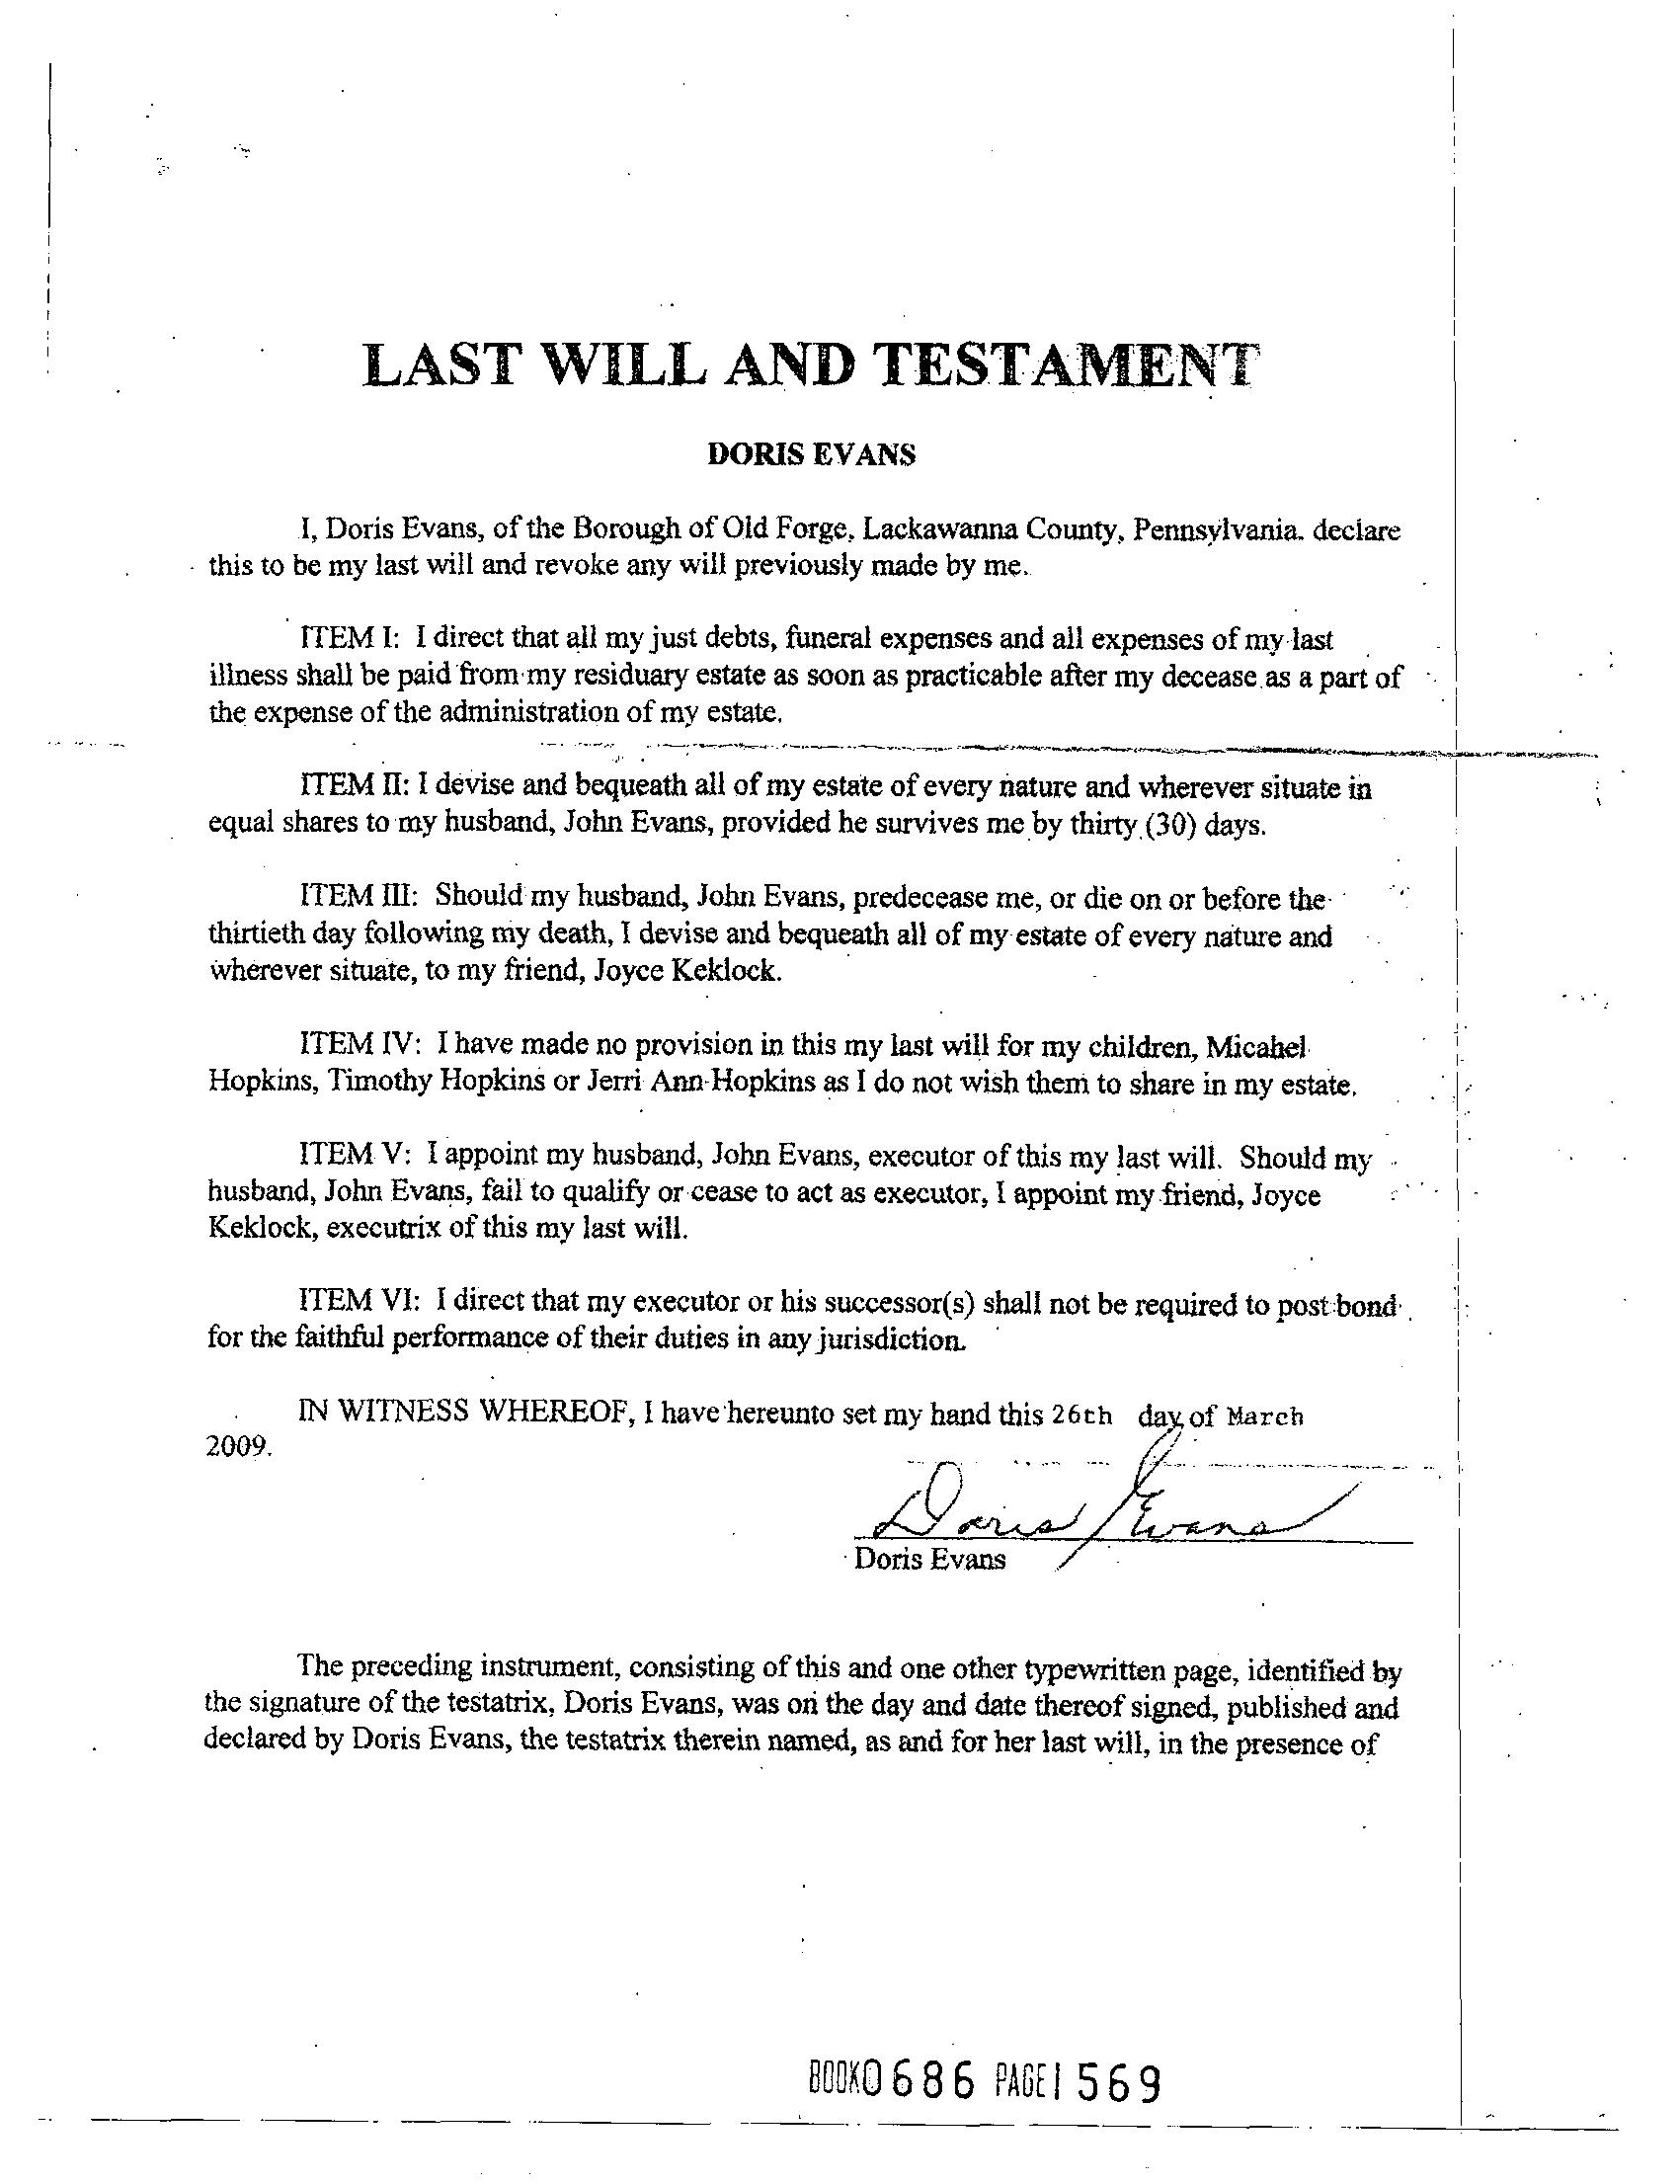 LAST WILL AND TESTAMENT
DORIS EVANS
I, Doris Evans, of the Borough of Old Forge, Lackawanna County, Pennsylvania. declare
this to be my last will and revoke any will previously made by me.
ITEM I: I direct that all my just debts, funeral expenses and all expenses of my last
illness shall be paid from my residuary estate as soon as practicable after my decease as a part of
the expense of the administration of my estate.
ITEM II: I devise and bequeath all of my estate of every nature and wherever situate in
equal shares to my husband, John Evans, provided he survives me by thirty (30) days.
ITEM III: Should my husband, John Evans, predecease me, or die on or before the
thirtieth day following my death, I devise and bequeath all of my estate of every nature and
wherever situate, to my friend, Joyce Keklock.
ITEM IV: I have made no provision in this my last will for my children, Micahel
Hopkins, Timothy Hopkins or Jerri Ann Hopkins as I do not wish them to share in my estate.
ITEM V: I appoint my husband, John Evans, executor of this my last will. Should my
husband, John Evans, fail to qualify or cease to act as executor, I appoint my friend, Joyce
Keklock, executrix of this my last will.
ITEM VI: I direct that my executor or his successor(s) shall not be required to post bond
for the faithful performance of their duties in any jurisdiction.
IN WITNESS WHEREOF, I have hereunto set my hand this 26th day of March
2009.
Doris Evans
Doris Evans
The preceding instrument, consisting of this and one other typewritten page, identified by
the signature of the testatrix, Doris Evans, was on the day and date thereof signed, published and
declared by Doris Evans, the testatrix therein named, as and for her last will, in the presence of
BOOK0686 PAGE1569